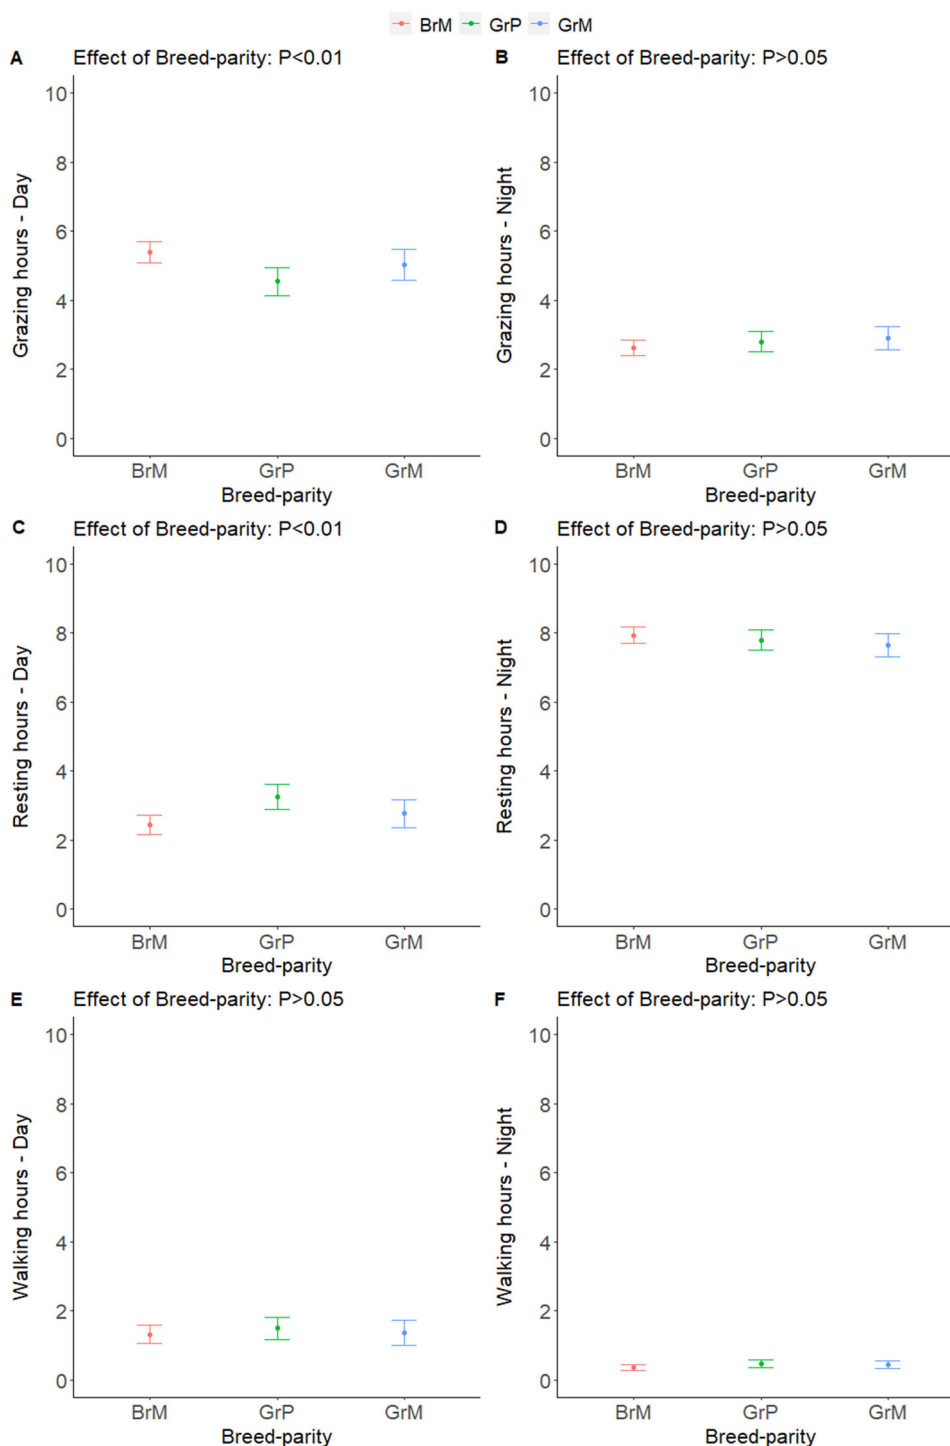 BrM GrP GrM
A Effect of Breed-parity: P<0.01
10
8
6
4
2
0
Grazing hours - Day
BrM GrP GrM
Breed-parity
B Effect of Breed-parity: P>0.05
10
8
6
4
2
0
Grazing hours - Night
BrM GrP GrM
Breed-parity
C Effect of Breed-parity: P<0.01
10
8
6
4
2
0
Resting hours - Day
BrM GrP GrM
Breed-parity
D Effect of Breed-parity: P>0.05
10
8
6
4
2
0
Resting hours - Night
BrM GrP GrM
Breed-parity
E Effect of Breed-parity: P>0.05
10
8
6
4
2
0
Walking hours - Day
BrM GrP GrM
Breed-parity
F Effect of Breed-parity: P>0.05
10
8
6
4
2
0
Walking hours - Night
BrM GrP GrM
Breed-parity